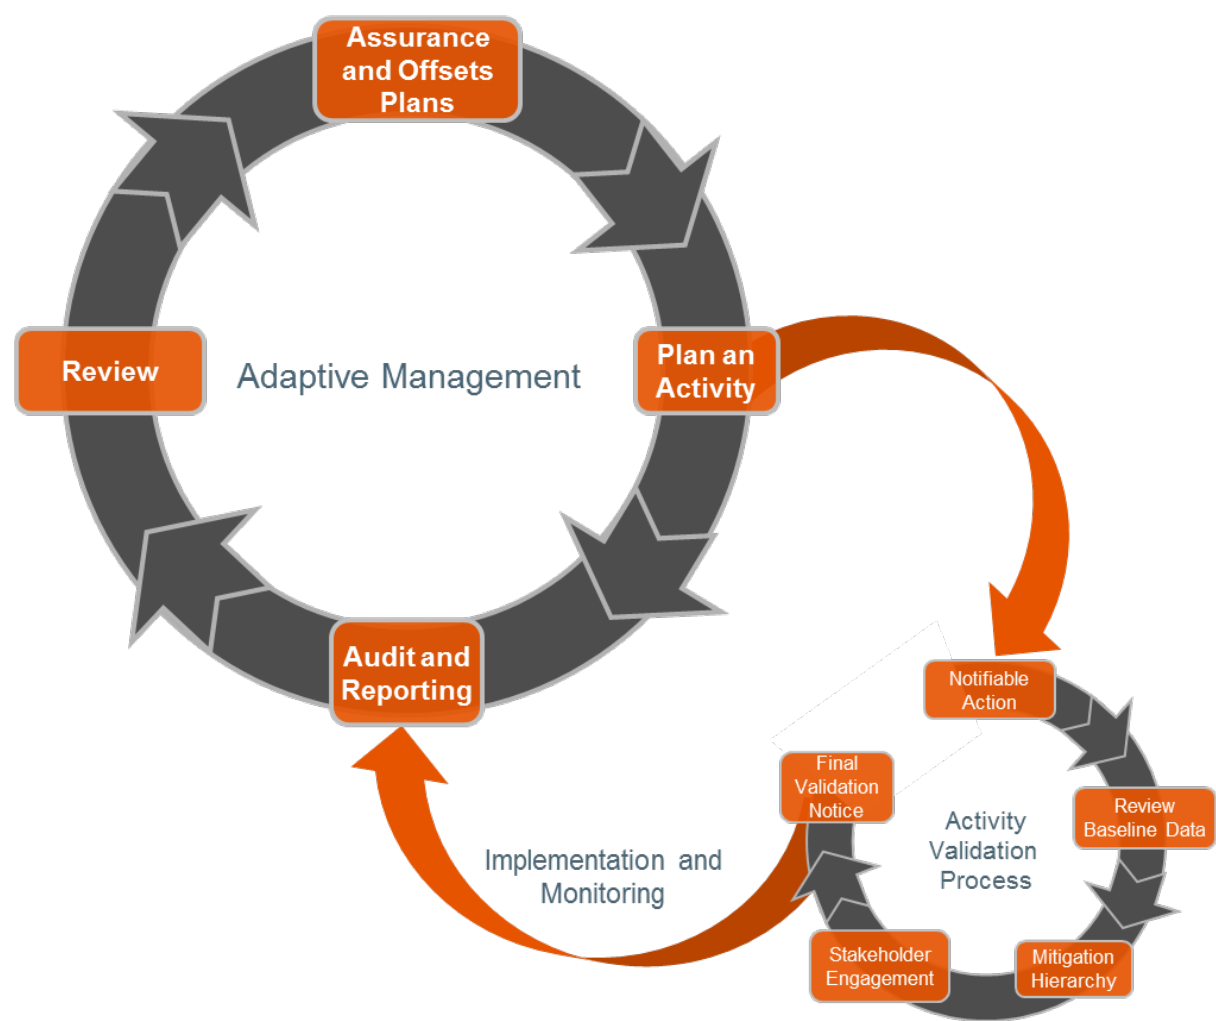 Assurance
and Offsets
Plans
Review
Adaptive Management
Plan an
Activity
Audit and
Reporting
Notifiable
Action
Final
Validation
Notice
Review
Baseline Data
Activity
Validation
Process
Implementation and
Monitoring
Stakeholder
Engagement
Mitigation
Hierarchy